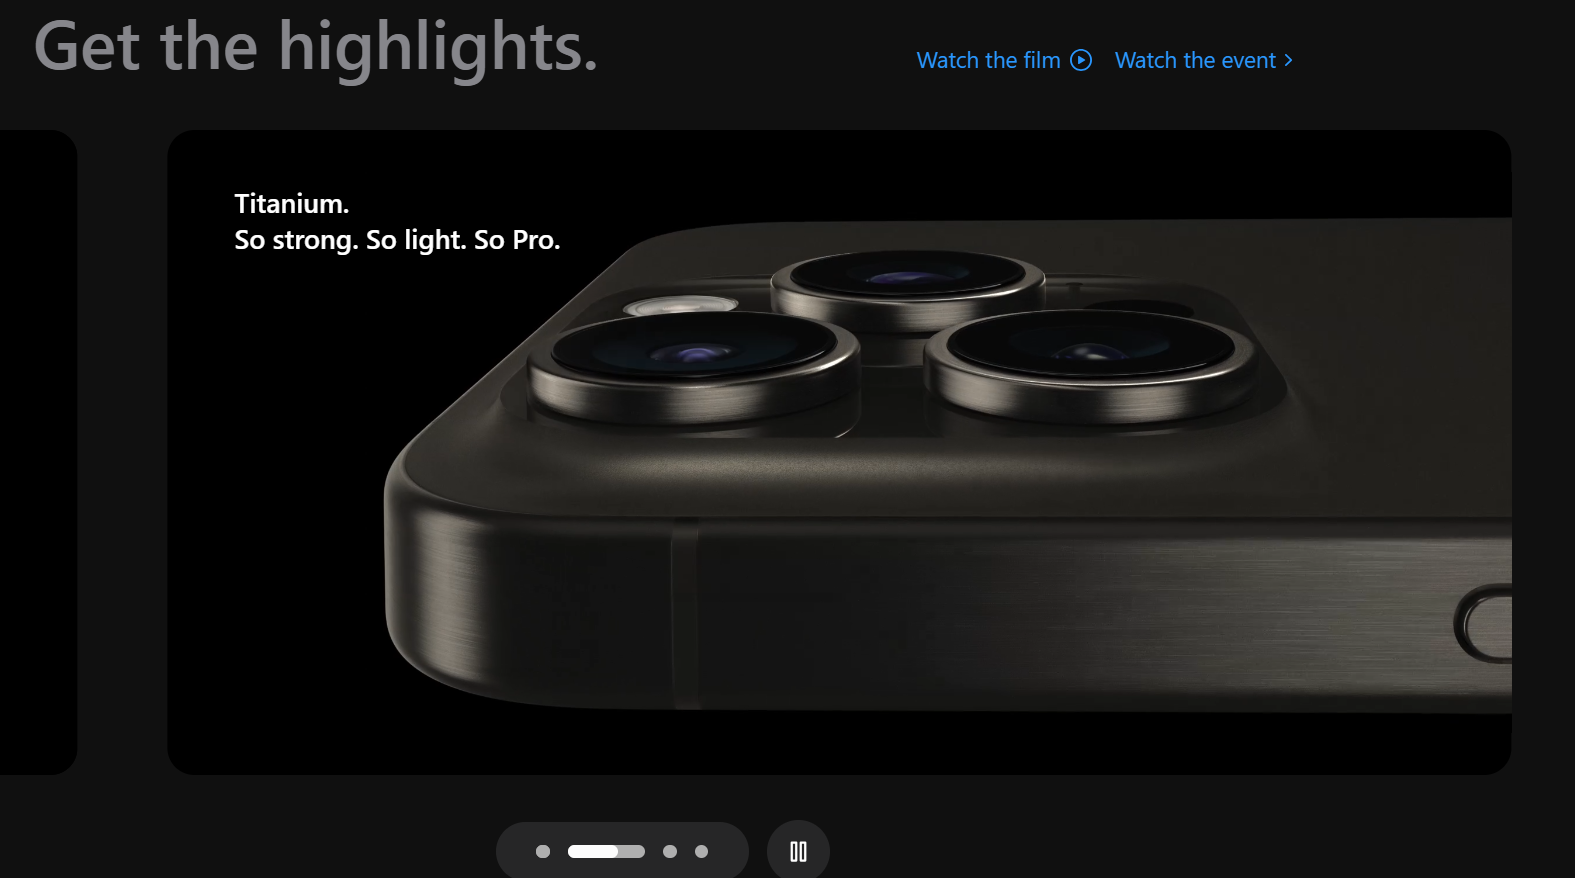 Get the highlights.
Watch the film
Watch the event
Titanium.
So strong. So light. So Pro.